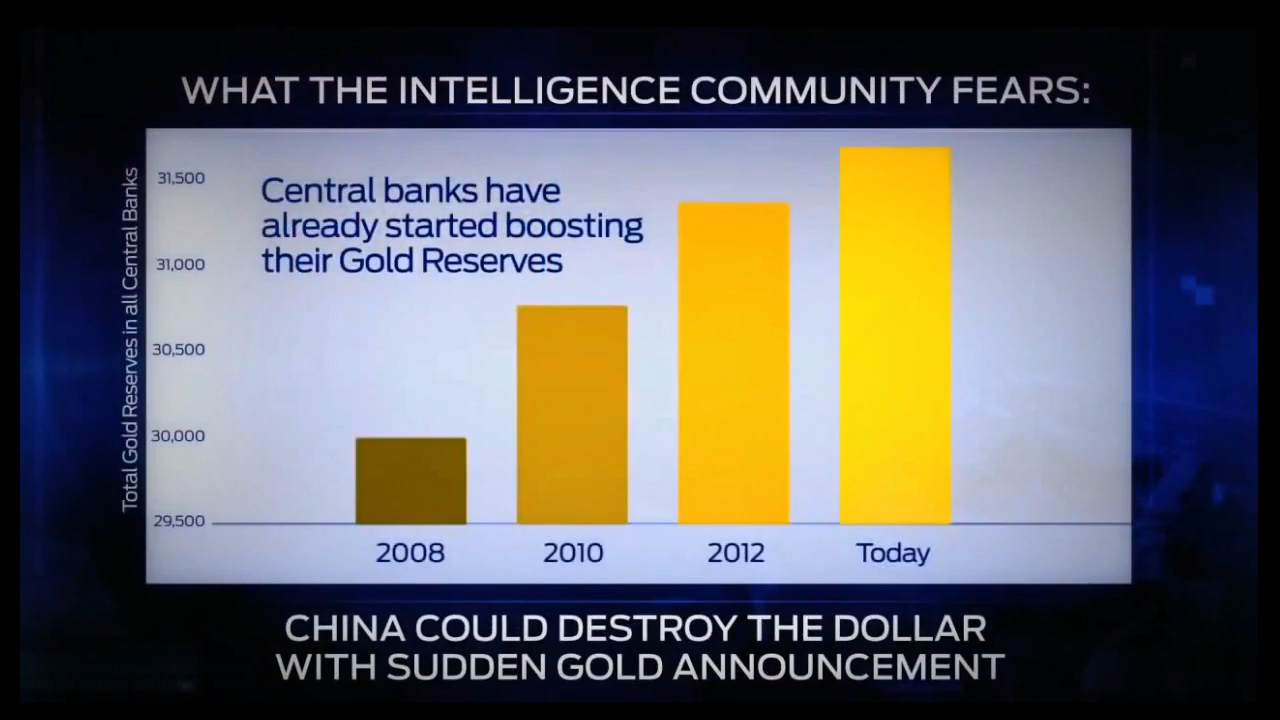 WHAT THE INTELLIGENCE COMMUNITY FEARS:
Total Gold Reserves in all Central Banks
31,500
31,000
30,500
30,000
29,500
Central banks have
already started boosting
their Gold Reserves
2008
2010
2012
Today
CHINA COULD DESTROY THE DOLLAR
WITH SUDDEN GOLD ANNOUNCEMENT